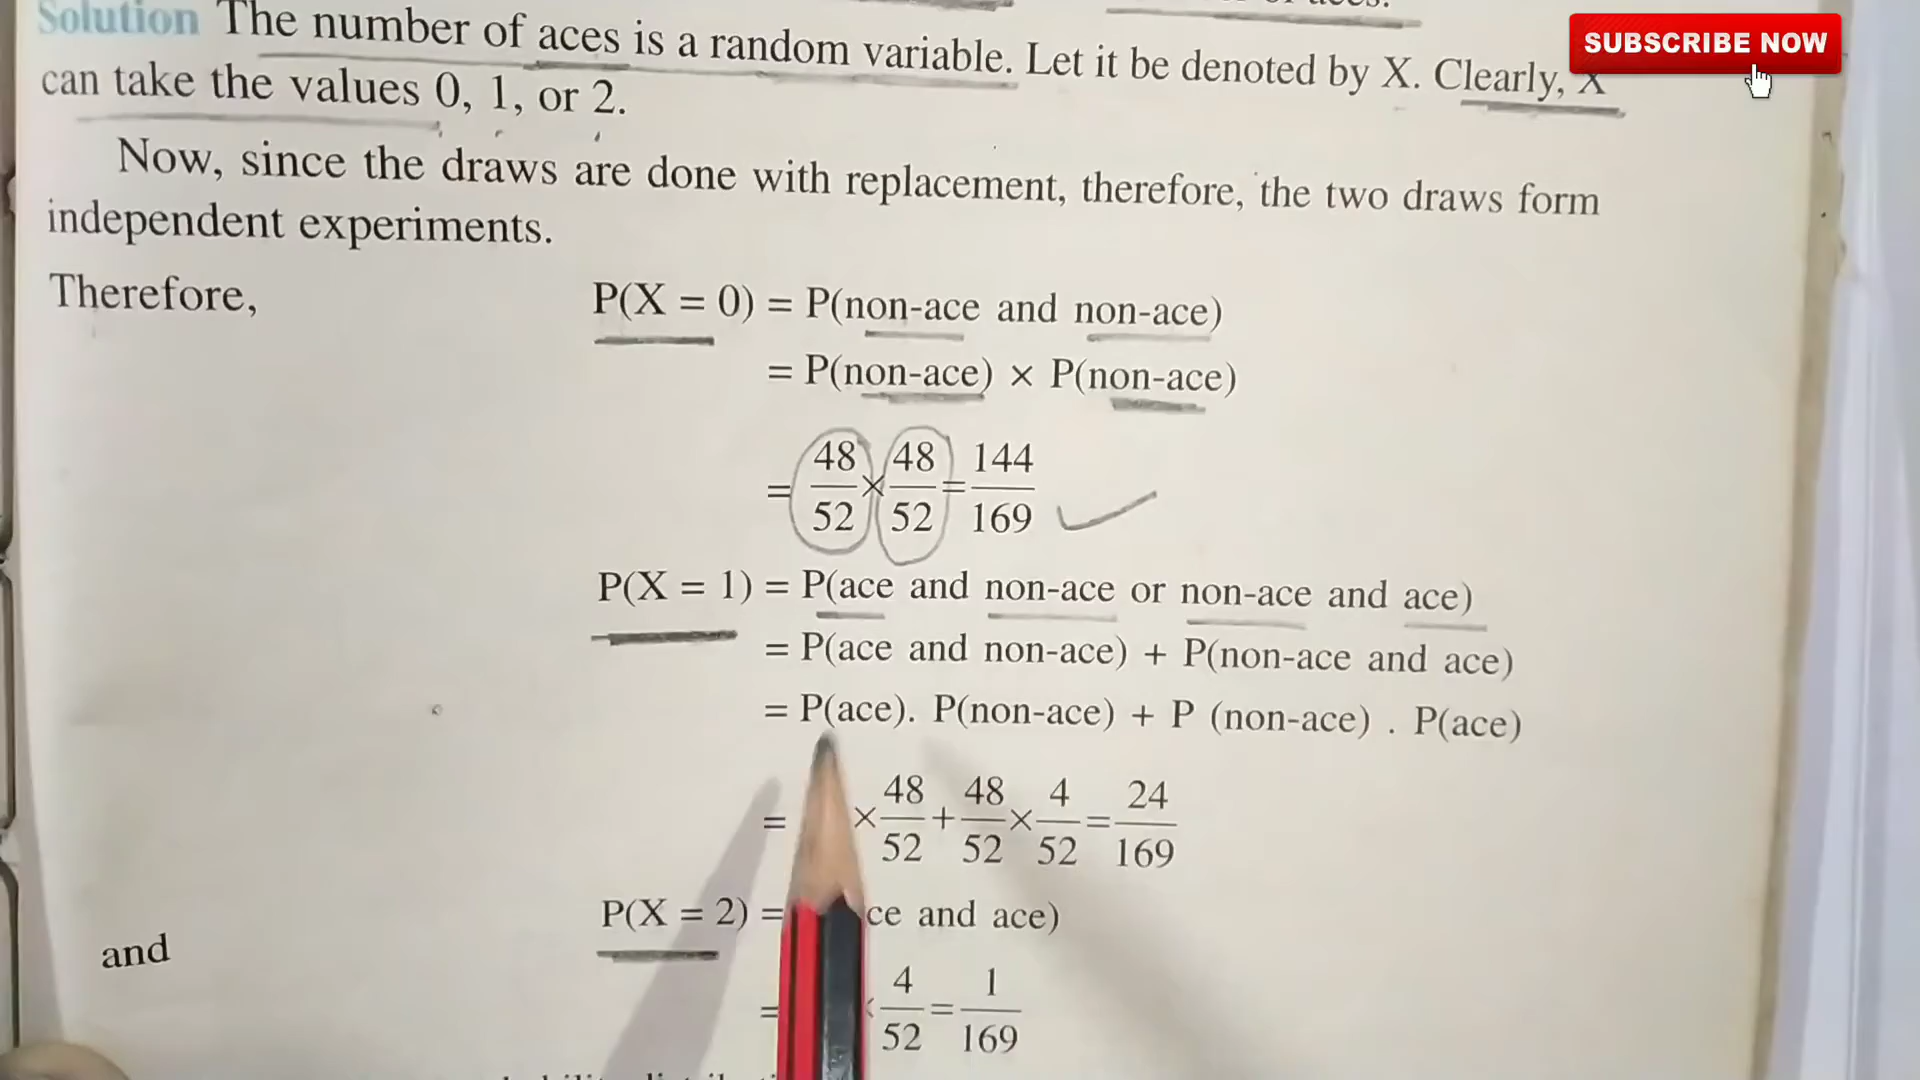 of aces.
SUBSCRIBE NOW
Solution The number of aces is a random variable. Let it be denoted by X. Clearly, X
can take the values 0, 1, or 2.
Now, since the draws are done with replacement, therefore, the two draws form
independent experiments.
Therefore, P(X = 0) = P(non-ace and non-ace)
= P(non-ace) × P(non-ace)
= 48/52 × 48/52 = 144/169
P(X = 1) = P(ace and non-ace or non-ace and ace)
= P(ace and non-ace) + P(non-ace and ace)
= P(ace). P(non-ace) + P (non-ace) . P(ace)
= × 48/52 + 48/52 × 4/52 = 24/169
and P(X = 2) = ce and ace)
= × 4/52 = 1/169